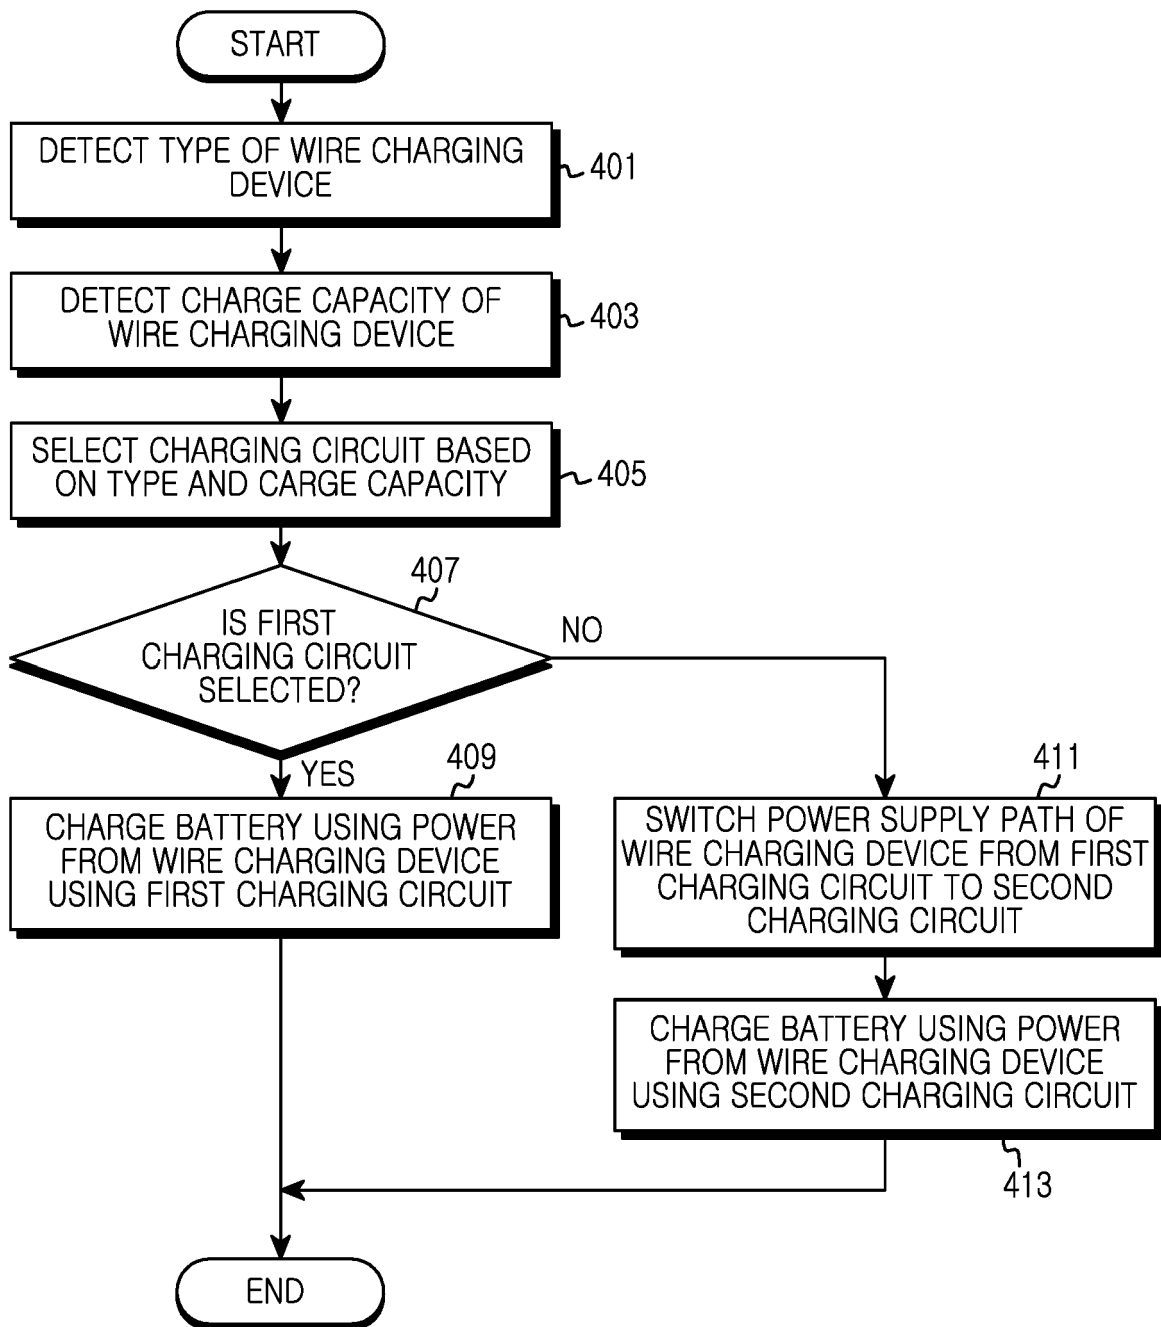 START
DETECT TYPE OF WIRE CHARGING
DEVICE
401
DETECT CHARGE CAPACITY OF
WIRE CHARGING DEVICE
403
SELECT CHARGING CIRCUIT BASED
ON TYPE AND CARGE CAPACITY
405
407
IS FIRST
CHARGING CIRCUIT
SELECTED?
NO
YES
409
CHARGE BATTERY USING POWER
FROM WIRE CHARGING DEVICE
USING FIRST CHARGING CIRCUIT
411
SWITCH POWER SUPPLY PATH OF
WIRE CHARGING DEVICE FROM FIRST
CHARGING CIRCUIT TO SECOND
CHARGING CIRCUIT
CHARGE BATTERY USING POWER
FROM WIRE CHARGING DEVICE
USING SECOND CHARGING CIRCUIT
413
END